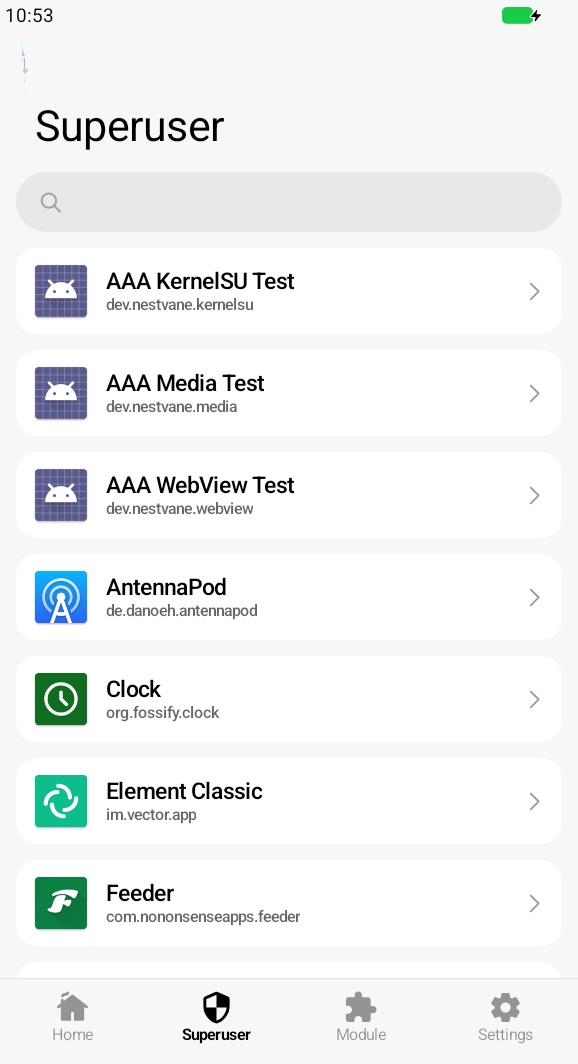 10:53
Superuser
AAA KernelSU Test
dev.nestvane.kernelsu
AAA Media Test
dev.nestvane.media
AAA WebView Test
dev.nestvane.webview
AntennaPod
de.danoeh.antennapod
Clock
org.fossify.clock
Element Classic
im.vector.app
Feeder
com.nononsenseapps.feeder
Home
Superuser
Module
Settings